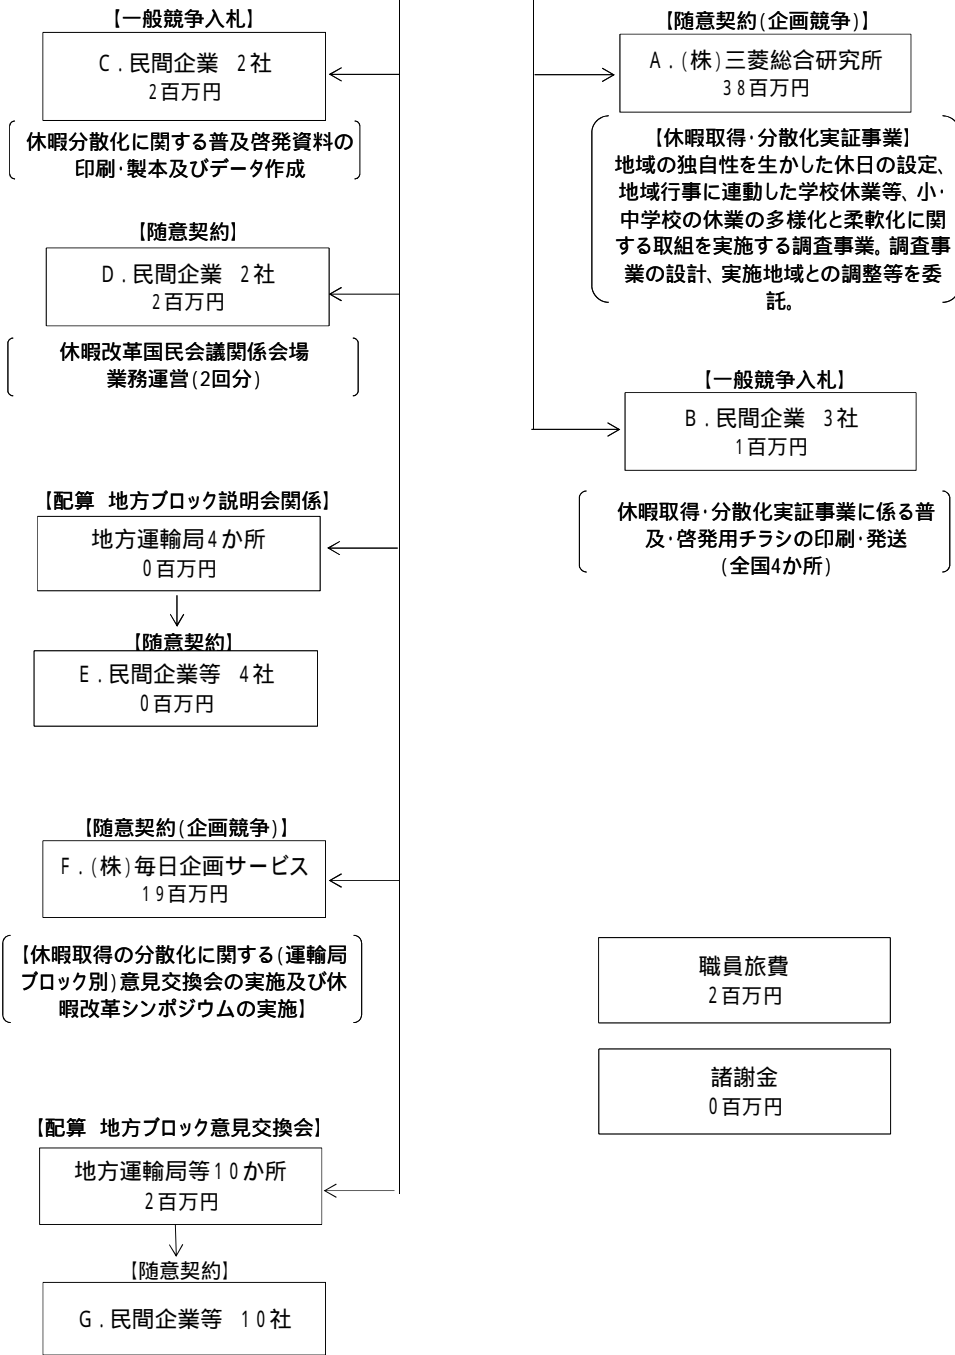 【一般競争入札】
C.民間企業 2社
2百万円
休暇分散化に関する普及啓発資料の
印刷・製本及びデータ作成
【随意契約】
D.民間企業 2社
2百万円
休暇改革国民会議関係会場
業務運営(2回分)
【配算 地方ブロック説明会関係】
地方運輸局4か所
0百万円
【随意契約】
E.民間企業等 4社
0百万円
【随意契約(企画競争)】
F.(株)毎日企画サービス
19百万円
【休暇取得の分散化に関する(運輸局
ブロック別)意見交換会の実施及び休
暇改革シンポジウムの実施】
【配算 地方ブロック意見交換会】
地方運輸局等10か所
2百万円
【随意契約】
G.民間企業等 10社
【随意契約(企画競争)】
A.(株)三菱総合研究所
38百万円
【休暇取得・分散化実証事業】
地域の独自性を生かした休日の設定、
地域行事に連動した学校休業等、小・
中学校の休業の多様化と柔軟化に関
する取組を実施する調査事業。調査事
業の設計、実施地域との調整等を委
託。
【一般競争入札】
B.民間企業 3社
1百万円
休暇取得・分散化実証事業に係る普
及・啓発用チラシの印刷・発送
(全国4か所)
職員旅費
2百万円
諸謝金
0百万円